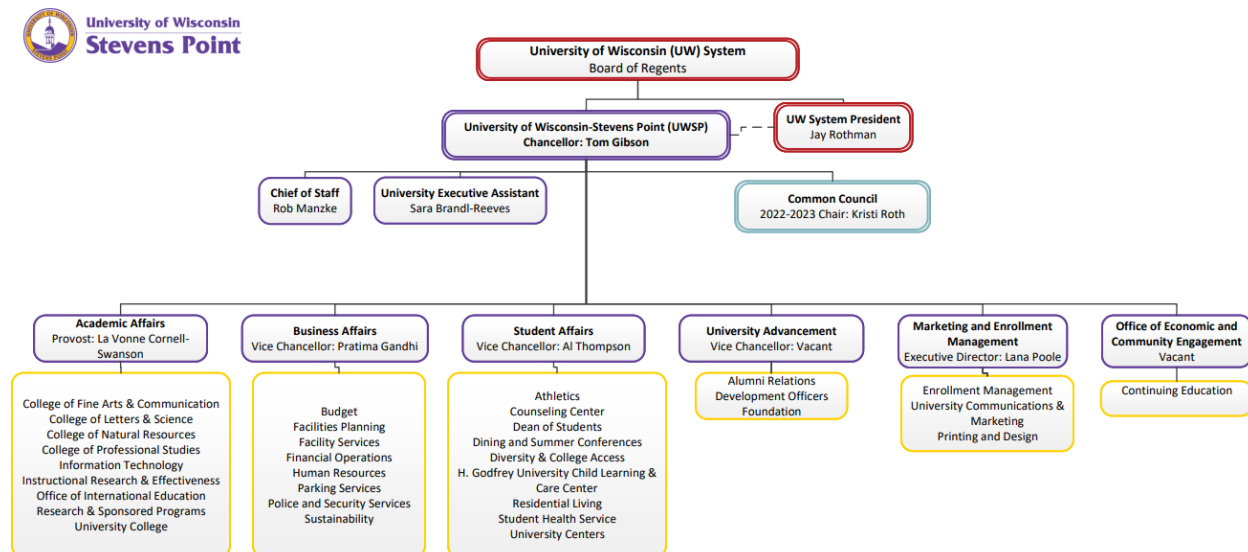 University of Wisconsin
Stevens Point
University of Wisconsin (UW) System
Board of Regents
University of Wisconsin-Stevens Point (UWSP)
Chancellor: Tom Gibson
UW System President
Jay Rothman
Chief of Staff
Rob Manzke
University Executive Assistant
Sara Brandl-Reeves
Common Council
2022-2023 Chair: Kristi Roth
Academic Affairs
Provost: La Vonne Cornell-
Swanson
Business Affairs
Vice Chancellor: Pratima Gandhi
Student Affairs
Vice Chancellor: Al Thompson
University Advancement
Vice Chancellor: Vacant
Marketing and Enrollment
Management
Executive Director: Lana Poole
Office of Economic and
Community Engagement
Vacant
College of Fine Arts & Communication
College of Letters & Science
College of Natural Resources
College of Professional Studies
Information Technology
Instructional Research & Effectiveness
Office of International Education
Research & Sponsored Programs
University College
Budget
Facilities Planning
Facility Services
Financial Operations
Human Resources
Parking Services
Police and Security Services
Sustainability
Athletics
Counseling Center
Dean of Students
Dining and Summer Conferences
Diversity & College Access
H. Godfrey University Child Learning &
Care Center
Residential Living
Student Health Service
University Centers
Alumni Relations
Development Officers
Foundation
Enrollment Management
University Communications &
Marketing
Printing and Design
Continuing Education